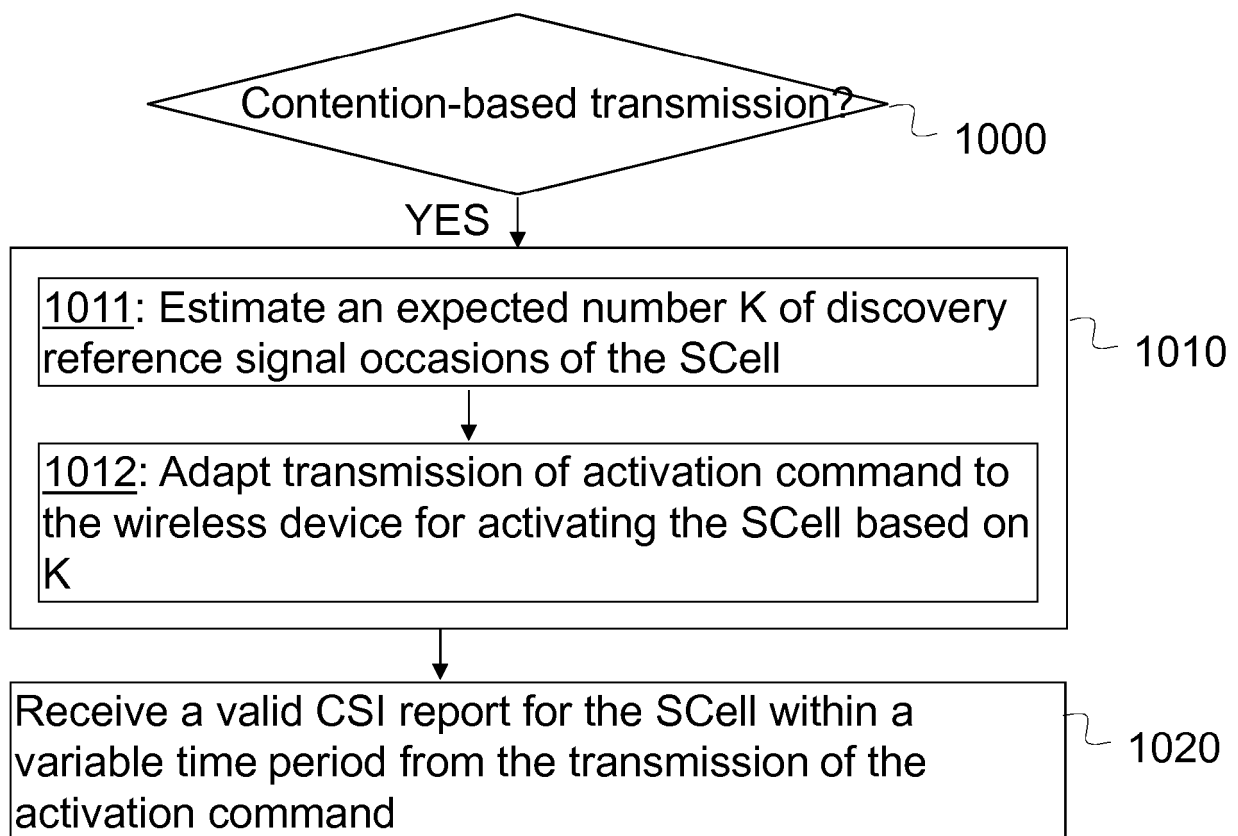 Contention-based transmission?
1000
YES
1011: Estimate an expected number K of discovery
reference signal occasions of the SCell
1010
1012: Adapt transmission of activation command to
the wireless device for activating the SCell based on
K
Receive a valid CSI report for the SCell within a
variable time period from the transmission of the
activation command
1020